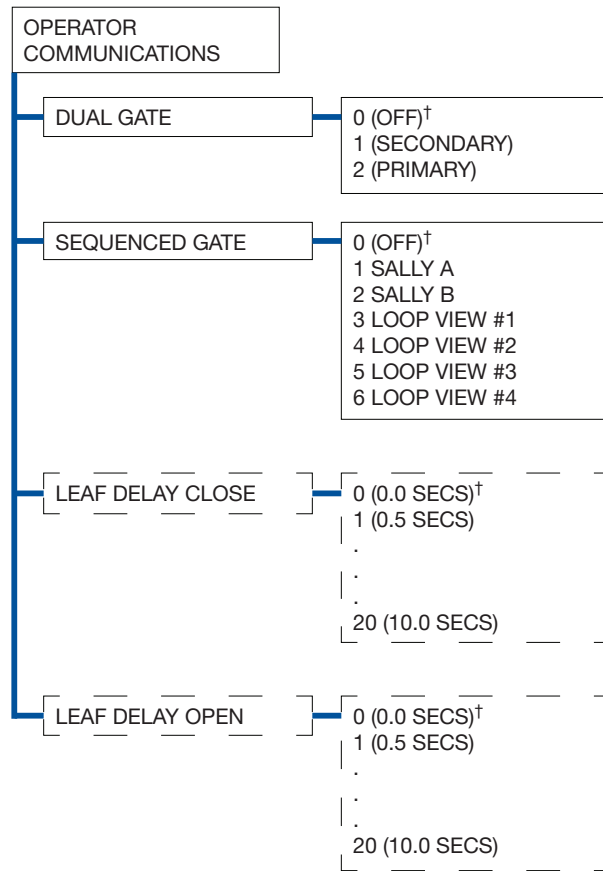 OPERATOR
COMMUNICATIONS
DUAL GATE
0 (OFF)†
1 (SECONDARY)
2 (PRIMARY)
SEQUENCED GATE
0 (OFF)†
1 SALLY A
2 SALLY B
3 LOOP VIEW #1
4 LOOP VIEW #2
5 LOOP VIEW #3
6 LOOP VIEW #4
LEAF DELAY CLOSE
0 (0.0 SECS)†
1 (0.5 SECS)
.
.
.
20 (10.0 SECS)
LEAF DELAY OPEN
0 (0.0 SECS)†
1 (0.5 SECS)
.
.
.
20 (10.0 SECS)